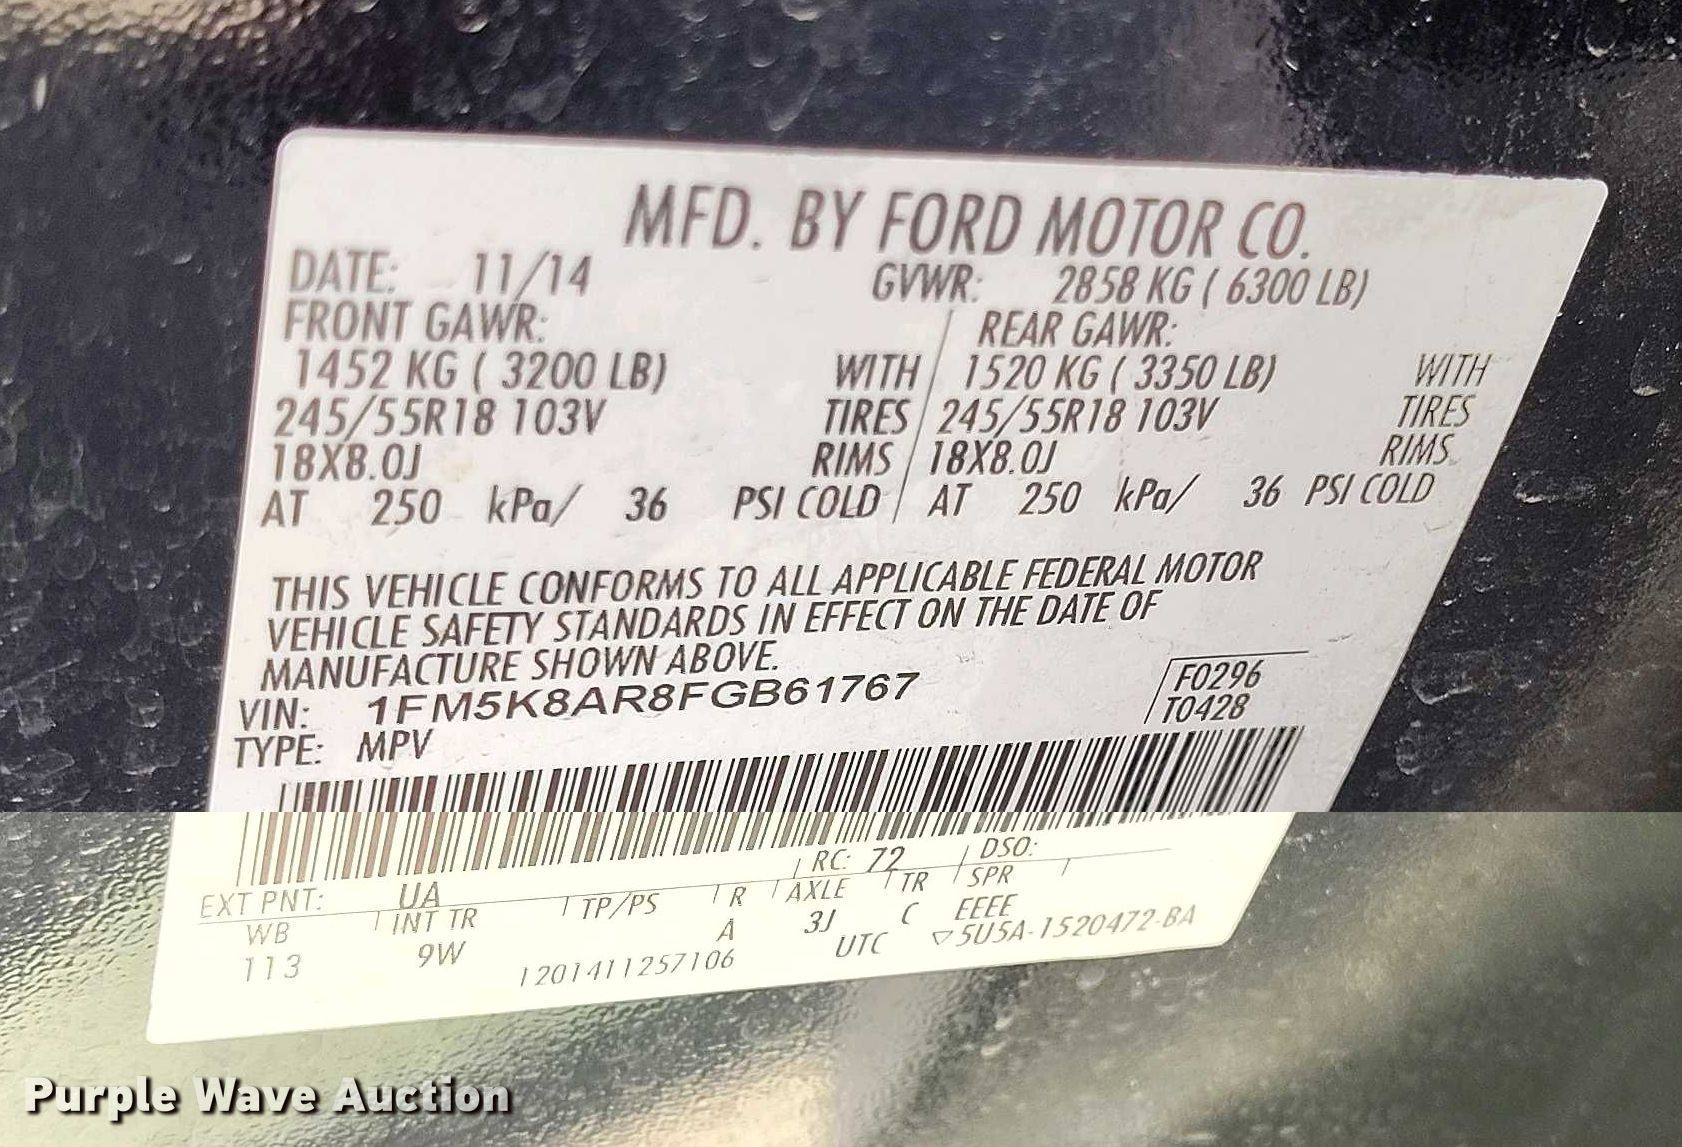 MFD. BY FORD MOTOR CO.
DATE: 11/14 GVWR: 2858 KG ( 6300 LB)
FRONT GAWR: / REAR GAWR:
1452 KG ( 3200 LB) WITH / 1520 KG ( 3350 LB) WITH
245/55R18 103V TIRES / 245/55R18 103V TIRES
18X8.0J RIMS / 18X8.0J RIMS
AT 250 kPa/ 36 PSI COLD / AT 250 kPa/ 36 PSI COLD
THIS VEHICLE CONFORMS TO ALL APPLICABLE FEDERAL MOTOR
VEHICLE SAFETY STANDARDS IN EFFECT ON THE DATE OF
MANUFACTURE SHOWN ABOVE.
VIN: 1FM5K8AR8FGB61767 F0296
TYPE: MPV T0428
EXT PNT: UA RC: 72 DSO:
WB INT TR TP/PS R AXLE TR SPR
113 9W A 3J C EEEE
1201411257106 UTC ▽5U5A-1520472-BA
Purple Wave Auction